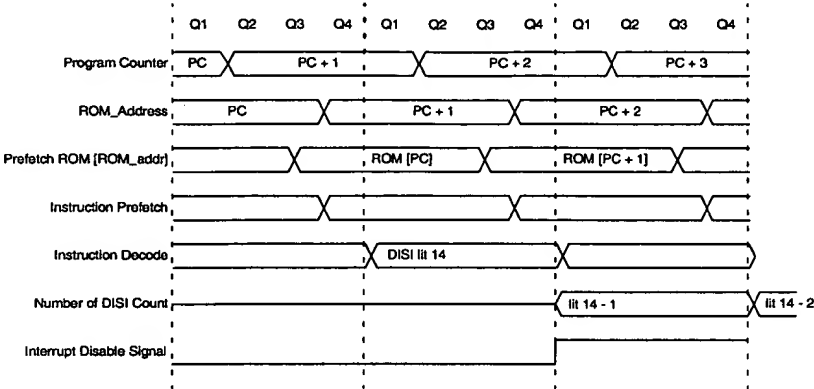 Q1 Q2 Q3 Q4 Q1 Q2 Q3 Q4 Q1 Q2 Q3 Q4
Program Counter PC PC + 1 PC + 2 PC + 3
ROM_Address PC PC + 1 PC + 2
Prefetch ROM [ROM_addr] ROM [PC] ROM [PC + 1]
Instruction Prefetch
Instruction Decode DISI lit 14
Number of DISI Count lit 14 - 1 lit 14 - 2
Interrupt Disable Signal